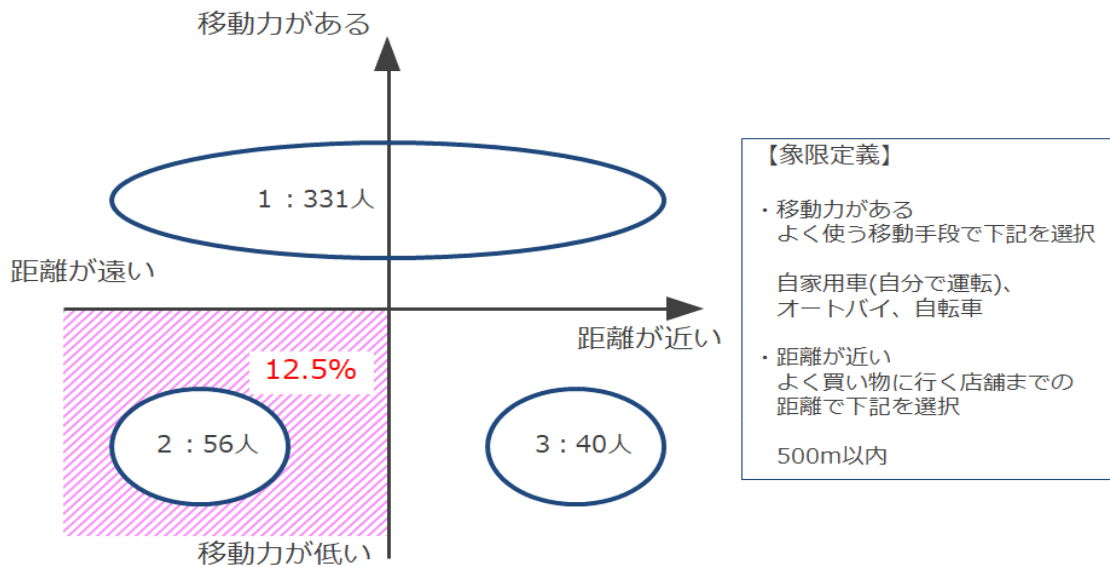 移動力がある
1：331人
距離が遠い
距離が近い
12.5%
2：56人
3：40人
移動力が低い
【象限定義】
・移動力がある
よく使う移動手段で下記を選択
自家用車(自分で運転)、
オートバイ、自転車
・距離が近い
よく買い物に行く店舗までの
距離で下記を選択
500m以内